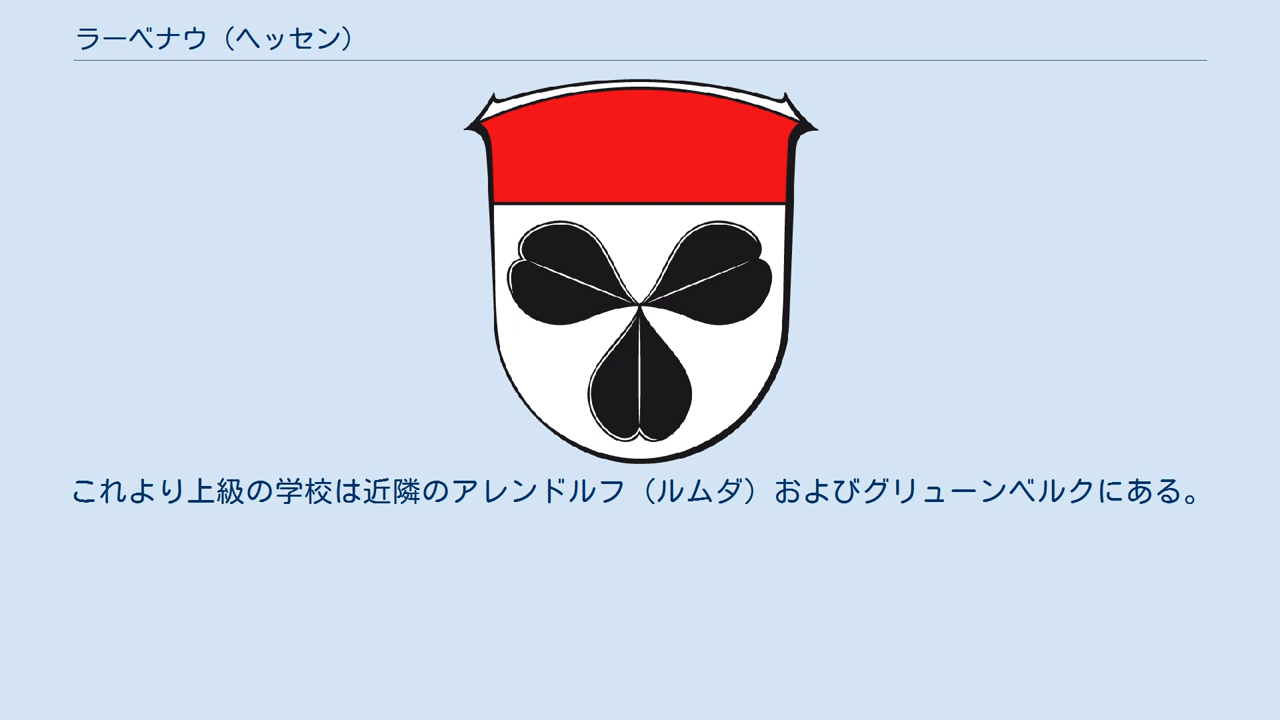 ラーベナウ（ヘッセン）
これより上級の学校は近隣のアレンドルフ（ルムダ）およびグリューンベルクにある。